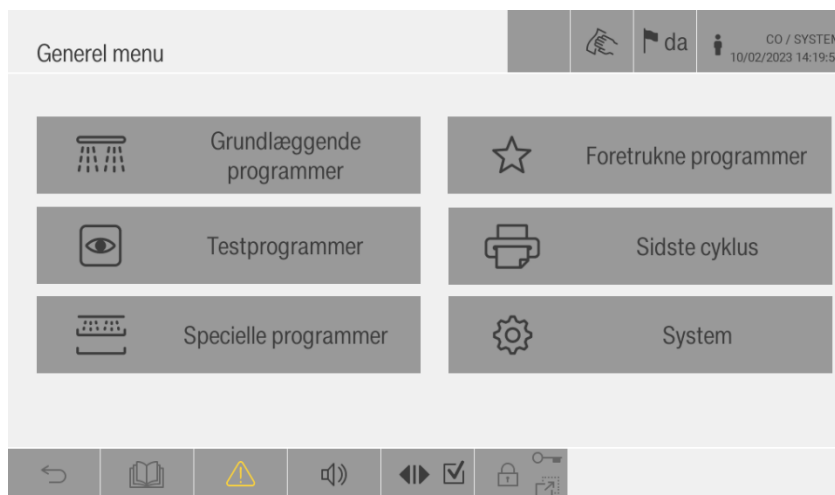 Generel menu
da
CO / SYSTEM
10/02/2023 14:19:5
Grundlæggende
programmer
Foretrukne programmer
Testprogrammer
Sidste cyklus
Specielle programmer
System